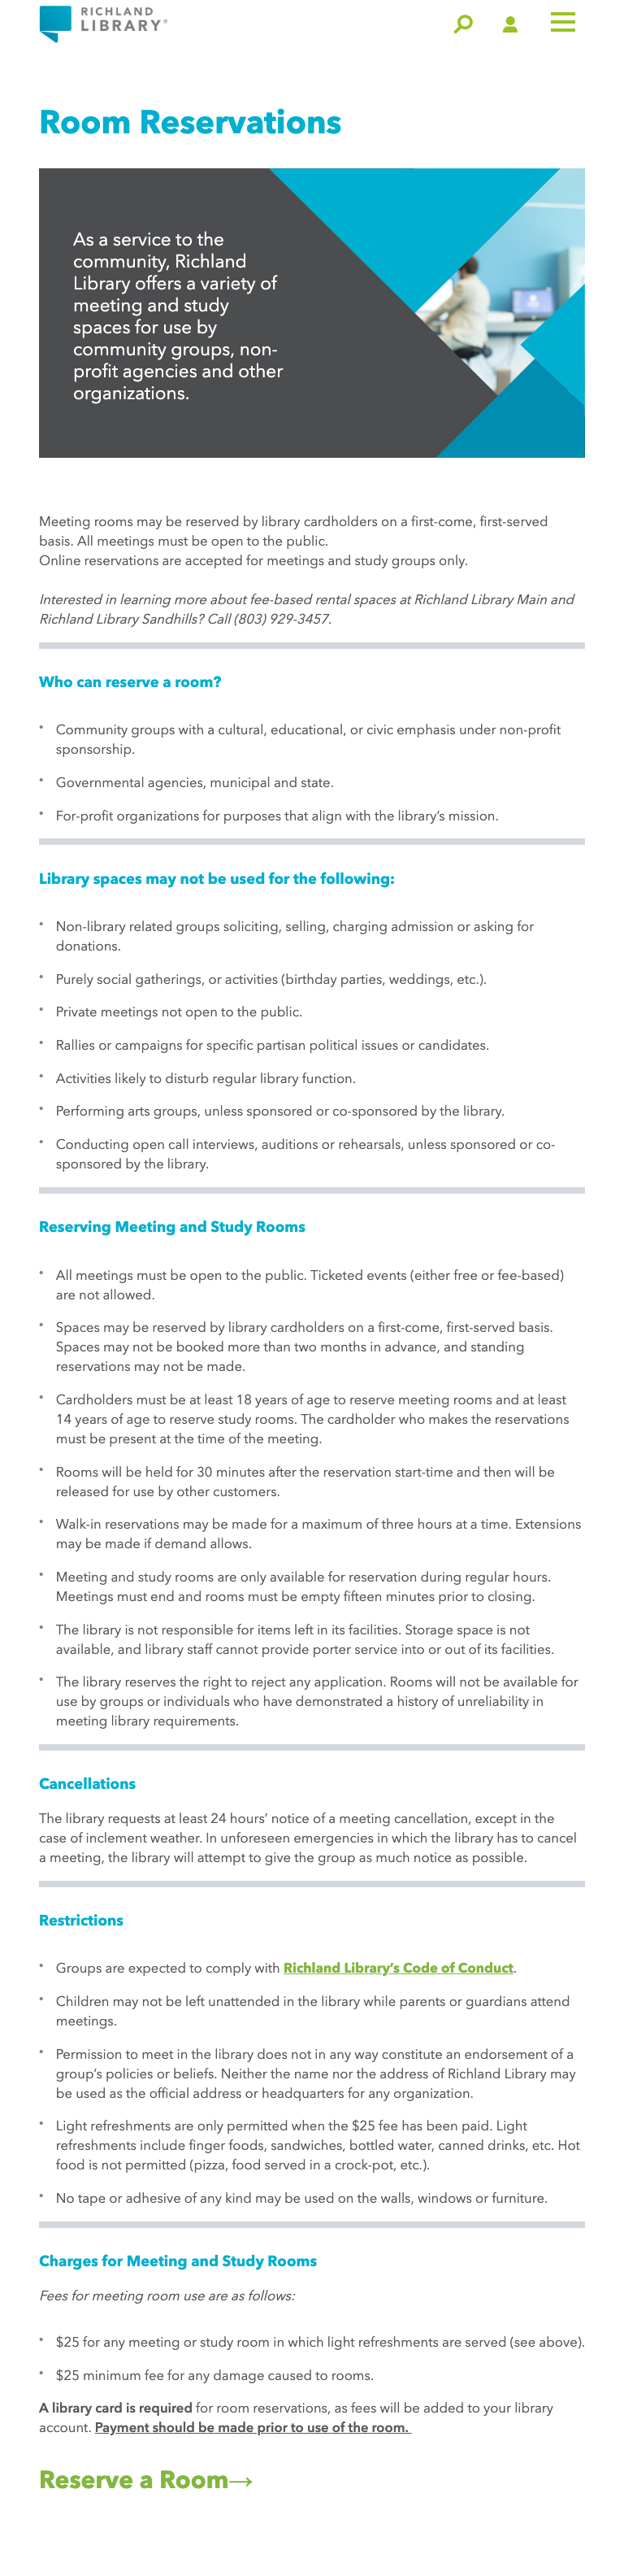 RICHLAND
LIBRARY®
Room Reservations
As a service to the
community, Richland
Library offers a variety of
meeting and study
spaces for use by
community groups, non-
profit agencies and other
organizations.
Meeting rooms may be reserved by library cardholders on a first-come, first-served
basis. All meetings must be open to the public.
Online reservations are accepted for meetings and study groups only.
Interested in learning more about fee-based rental spaces at Richland Library Main and
Richland Library Sandhills? Call (803) 929-3457.
Who can reserve a room?
• Community groups with a cultural, educational, or civic emphasis under non-profit
sponsorship.
• Governmental agencies, municipal and state.
• For-profit organizations for purposes that align with the library’s mission.
Library spaces may not be used for the following:
• Non-library related groups soliciting, selling, charging admission or asking for
donations.
• Purely social gatherings, or activities (birthday parties, weddings, etc.).
• Private meetings not open to the public.
• Rallies or campaigns for specific partisan political issues or candidates.
• Activities likely to disturb regular library function.
• Performing arts groups, unless sponsored or co-sponsored by the library.
• Conducting open call interviews, auditions or rehearsals, unless sponsored or co-
sponsored by the library.
Reserving Meeting and Study Rooms
• All meetings must be open to the public. Ticketed events (either free or fee-based)
are not allowed.
• Spaces may be reserved by library cardholders on a first-come, first-served basis.
Spaces may not be booked more than two months in advance, and standing
reservations may not be made.
• Cardholders must be at least 18 years of age to reserve meeting rooms and at least
14 years of age to reserve study rooms. The cardholder who makes the reservations
must be present at the time of the meeting.
• Rooms will be held for 30 minutes after the reservation start-time and then will be
released for use by other customers.
• Walk-in reservations may be made for a maximum of three hours at a time. Extensions
may be made if demand allows.
• Meeting and study rooms are only available for reservation during regular hours.
Meetings must end and rooms must be empty fifteen minutes prior to closing.
• The library is not responsible for items left in its facilities. Storage space is not
available, and library staff cannot provide porter service into or out of its facilities.
• The library reserves the right to reject any application. Rooms will not be available for
use by groups or individuals who have demonstrated a history of unreliability in
meeting library requirements.
Cancellations
The library requests at least 24 hours’ notice of a meeting cancellation, except in the
case of inclement weather. In unforeseen emergencies in which the library has to cancel
a meeting, the library will attempt to give the group as much notice as possible.
Restrictions
• Groups are expected to comply with Richland Library’s Code of Conduct.
• Children may not be left unattended in the library while parents or guardians attend
meetings.
• Permission to meet in the library does not in any way constitute an endorsement of a
group’s policies or beliefs. Neither the name nor the address of Richland Library may
be used as the official address or headquarters for any organization.
• Light refreshments are only permitted when the $25 fee has been paid. Light
refreshments include finger foods, sandwiches, bottled water, canned drinks, etc. Hot
food is not permitted (pizza, food served in a crock-pot, etc.).
• No tape or adhesive of any kind may be used on the walls, windows or furniture.
Charges for Meeting and Study Rooms
Fees for meeting room use are as follows:
• $25 for any meeting or study room in which light refreshments are served (see above).
• $25 minimum fee for any damage caused to rooms.
A library card is required for room reservations, as fees will be added to your library
account. Payment should be made prior to use of the room.
Reserve a Room→